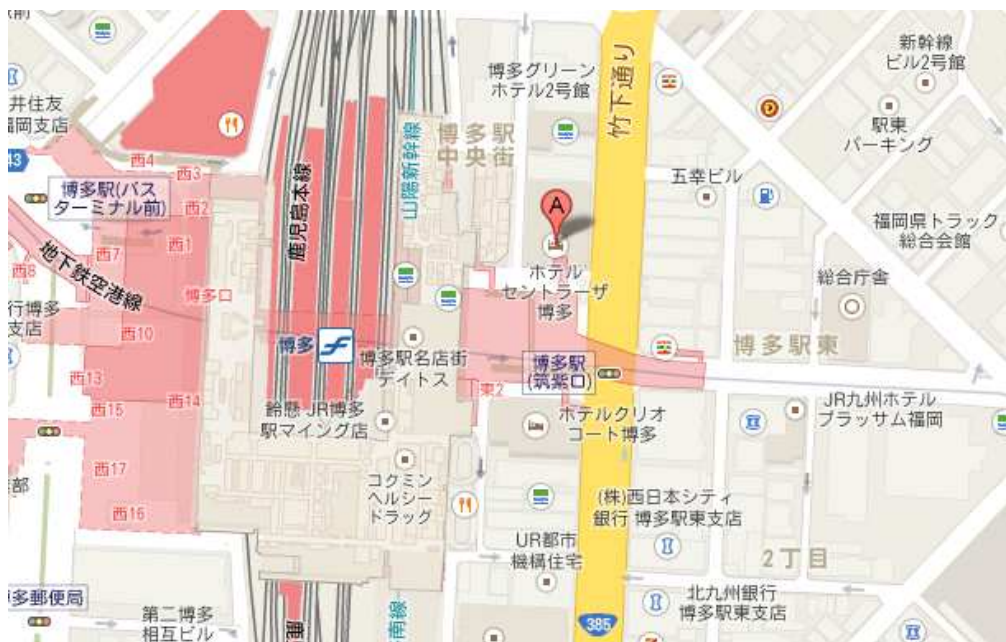 井住友
福岡支店
43
西4
西3
博多駅(バス
ターミナル前)
西2
西1
西7
西8
地下鉄空港線
博多口
行博多
支店
西10
西13
西14
西15
西17
西16
多郵便局
第二博多
相互ビル
鹿児島本線
山陽新幹線
博多駅
中央街
博多グリーン
ホテル2号館
竹下通り
新幹線
ビル2号館
駅東
パーキング
五幸ビル
福岡県トラック
総合会館
総合庁舎
A
ホテル
セントラーザ
博多
博多
博多駅名店街
デイトス
博多駅
(筑紫口)
東2
博多駅東
鈴懸 JR博多
駅マイング店
ホテルクリオ
コート博多
JR九州ホテル
ブラッサム福岡
コクミン
ヘルシー
ドラッグ
(株)西日本シティ
銀行 博多駅東支店
UR都市
機構住宅
2丁目
北九州銀行
博多駅東支店
385
南線